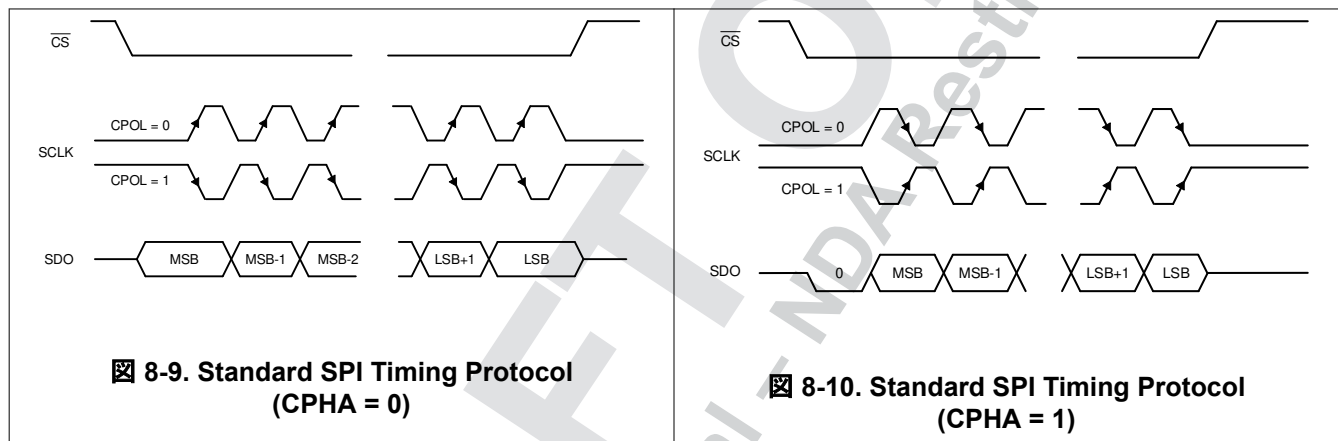 CS
CPOL = 0
SCLK
CPOL = 1
SDO
MSB
MSB-1
MSB-2
LSB+1
LSB
図 8-9. Standard SPI Timing Protocol
(CPHA = 0)
CS
CPOL = 0
SCLK
CPOL = 1
SDO
0
MSB
MSB-1
LSB+1
LSB
図 8-10. Standard SPI Timing Protocol
(CPHA = 1)
– NDA